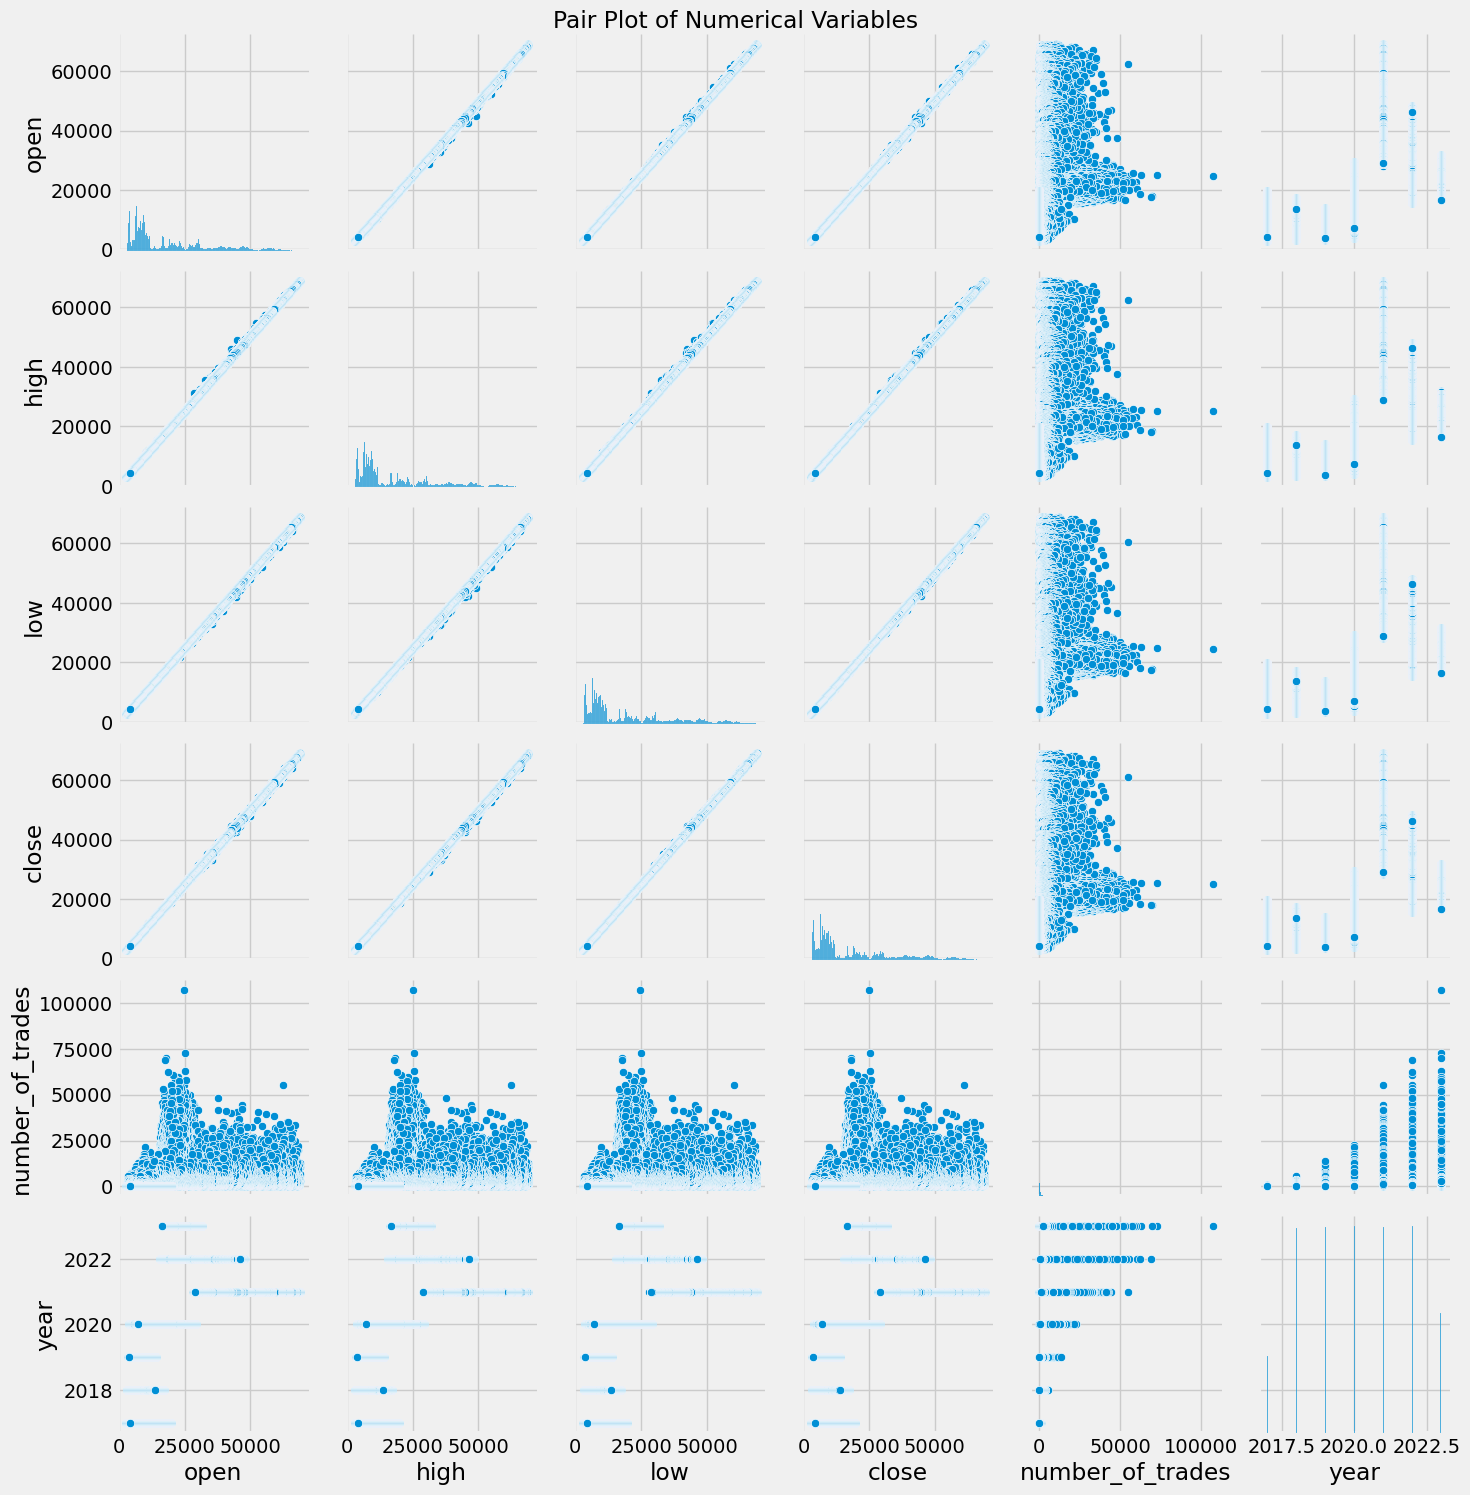 Pair Plot of Numerical Variables
60000
40000
20000
0
open
60000
40000
20000
0
high
60000
40000
20000
0
low
60000
40000
20000
0
close
100000
75000
50000
25000
0
number_of_trades
2022
2020
2018
year
0 25000 50000
open
0 25000 50000
high
0 25000 50000
low
0 25000 50000
close
0 50000 100000
number_of_trades
2017.5 2020.0 2022.5
year